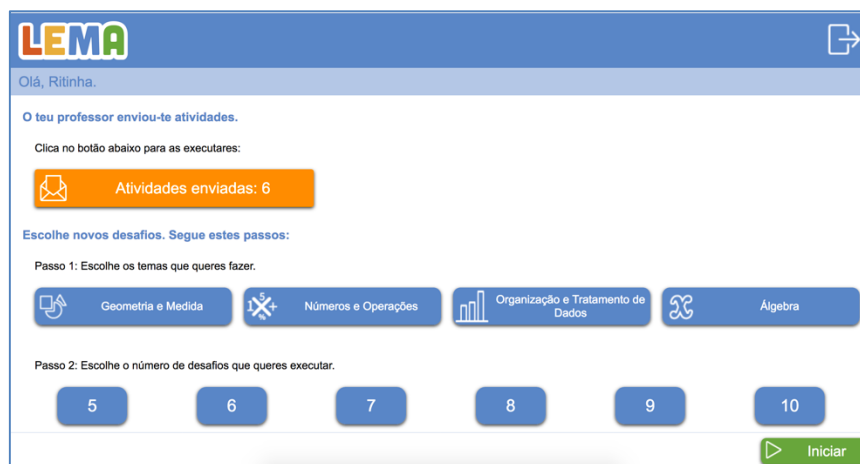 LEMA
Olá, Ritinha.
O teu professor enviou-te atividades.
Clica no botão abaixo para as executares:
Atividades enviadas: 6
Escolhe novos desafios. Segue estes passos:
Passo 1: Escolhe os temas que queres fazer.
Geometria e Medida
Números e Operações
Organização e Tratamento de
Dados
Álgebra
Passo 2: Escolhe o número de desafios que queres executar.
5 6 7 8 9 10
Iniciar